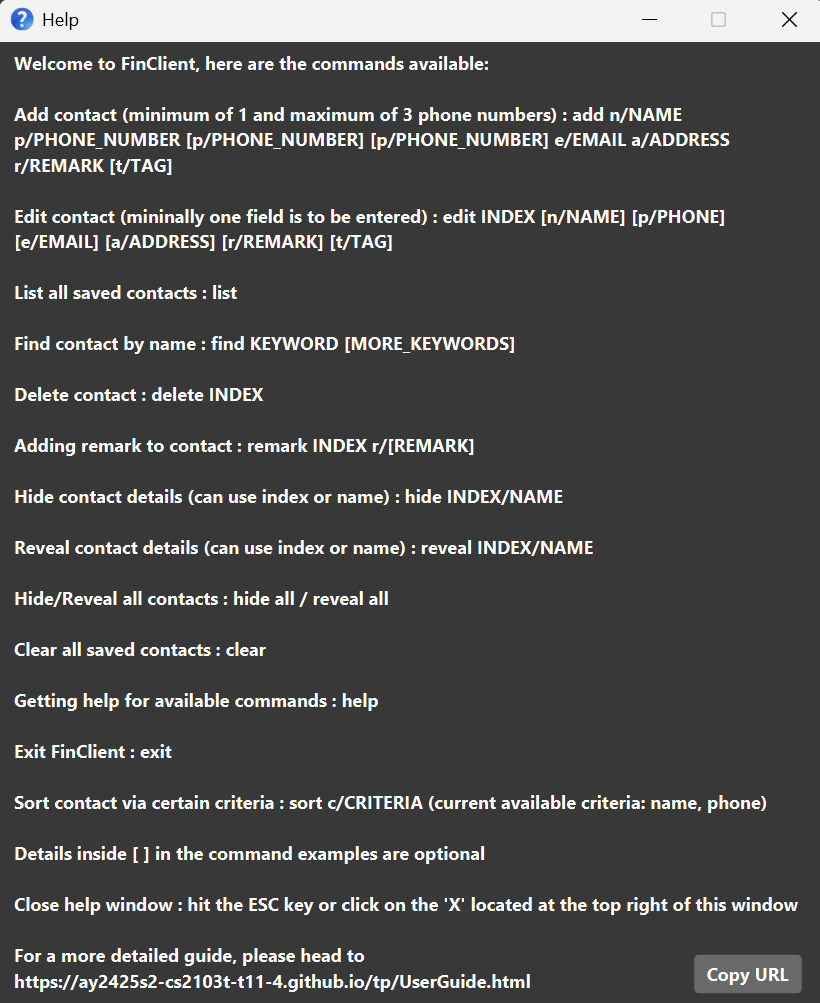 Help
Welcome to FinClient, here are the commands available:
Add contact (minimum of 1 and maximum of 3 phone numbers) : add n/NAME
p/PHONE_NUMBER [p/PHONE_NUMBER] [p/PHONE_NUMBER] e/EMAIL a/ADDRESS
r/REMARK [t/TAG]
Edit contact (mininally one field is to be entered) : edit INDEX [n/NAME] [p/PHONE]
[e/EMAIL] [a/ADDRESS] [r/REMARK] [t/TAG]
List all saved contacts : list
Find contact by name : find KEYWORD [MORE_KEYWORDS]
Delete contact : delete INDEX
Adding remark to contact : remark INDEX r/[REMARK]
Hide contact details (can use index or name) : hide INDEX/NAME
Reveal contact details (can use index or name) : reveal INDEX/NAME
Hide/Reveal all contacts : hide all / reveal all
Clear all saved contacts : clear
Getting help for available commands : help
Exit FinClient : exit
Sort contact via certain criteria : sort c/CRITERIA (current available criteria: name, phone)
Details inside [ ] in the command examples are optional
Close help window : hit the ESC key or click on the 'X' located at the top right of this window
For a more detailed guide, please head to
https://ay2425s2-cs2103t-t11-4.github.io/tp/UserGuide.html
Copy URL